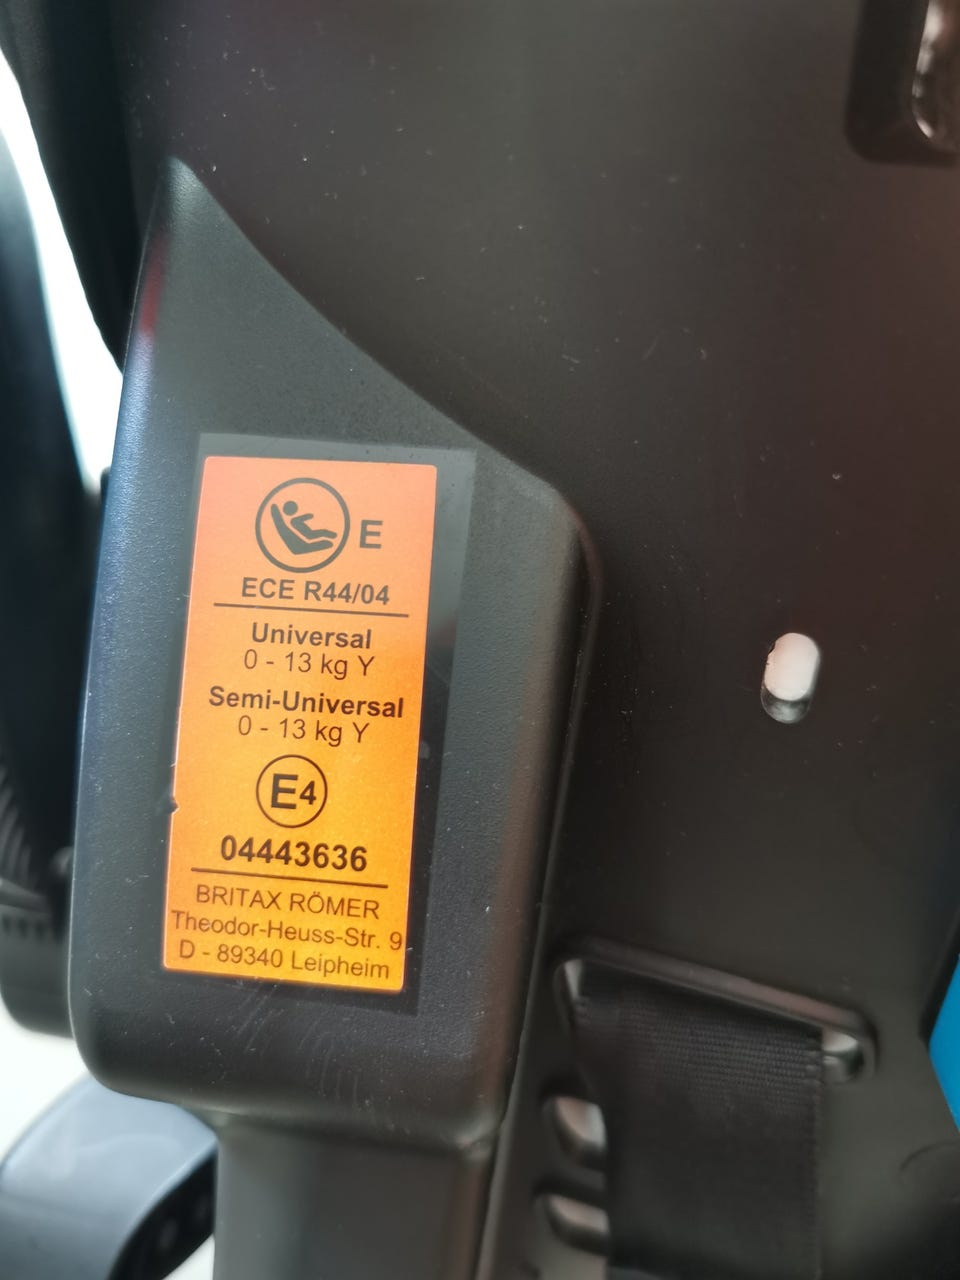 E
ECE R44/04
Universal
0 - 13 kg Y
Semi-Universal
0 - 13 kg Y
E4
04443636
BRITAX RÖMER
Theodor-Heuss-Str. 9
D - 89340 Leipheim